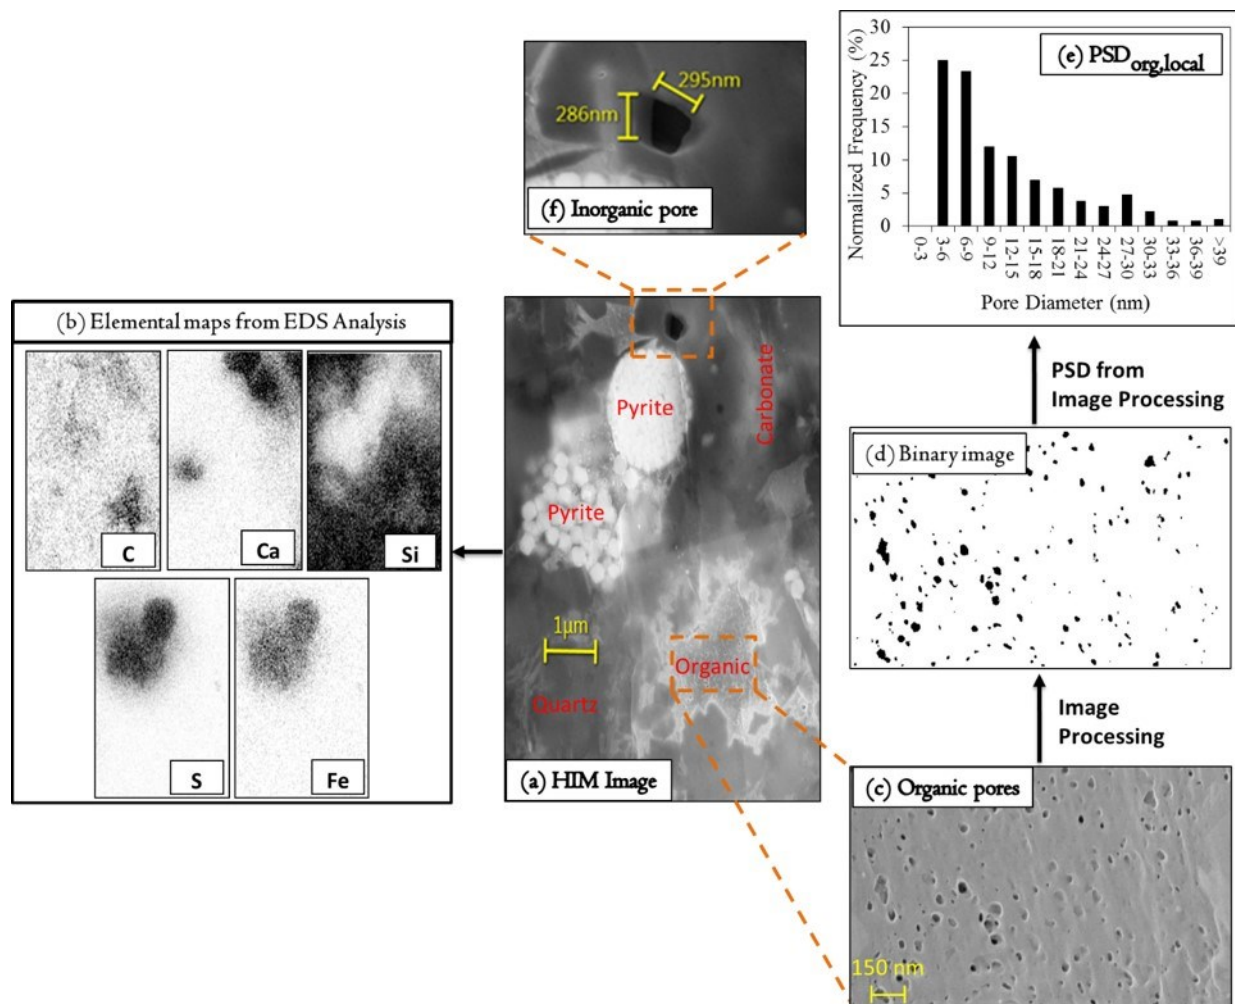 295nm
286nm
(f) Inorganic pore
Normalized Frequency (%)
30
25
20
15
10
5
0
(e) PSD org,local
0-3
3-6
6-9
9-12
12-15
15-18
18-21
21-24
24-27
27-30
30-33
33-36
36-39
>39
Pore Diameter (nm)
(b) Elemental maps from EDS Analysis
C
Ca
Si
S
Fe
Pyrite
Carbonate
Pyrite
1µm
Organic
Quartz
(a) HIM Image
PSD from
Image Processing
(d) Binary image
Image
Processing
(c) Organic pores
150 nm